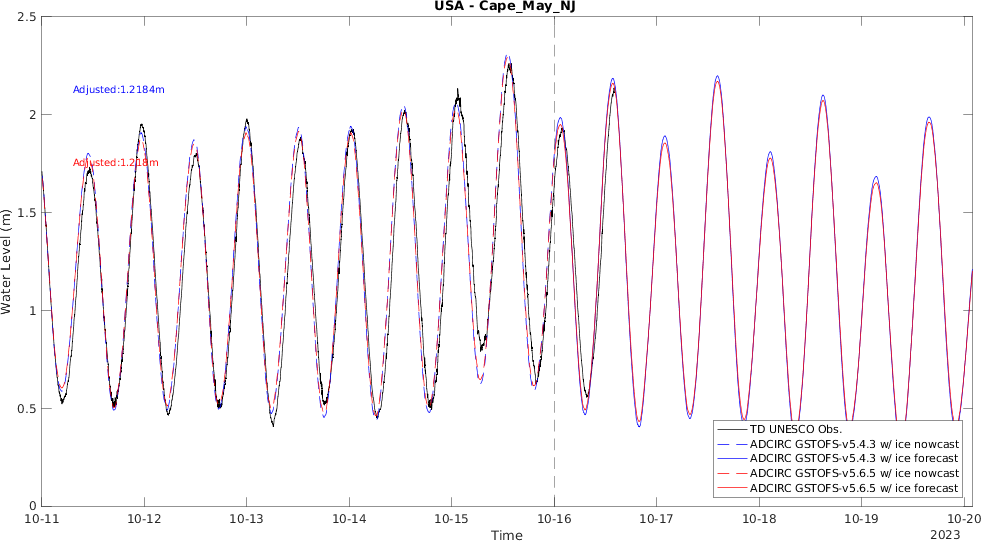 USA - Cape_May_NJ
2.5
2
1.5
1
0.5
0
Water Level (m)
Adjusted:1.2184m
Adjusted:1.218m
TD UNESCO Obs.
ADCIRC GSTOFS-v5.4.3 w/ ice nowcast
ADCIRC GSTOFS-v5.4.3 w/ ice forecast
ADCIRC GSTOFS-v5.6.5 w/ ice nowcast
ADCIRC GSTOFS-v5.6.5 w/ ice forecast
10-11 10-12 10-13 10-14 10-15 10-16 10-17 10-18 10-19 10-20
Time
2023